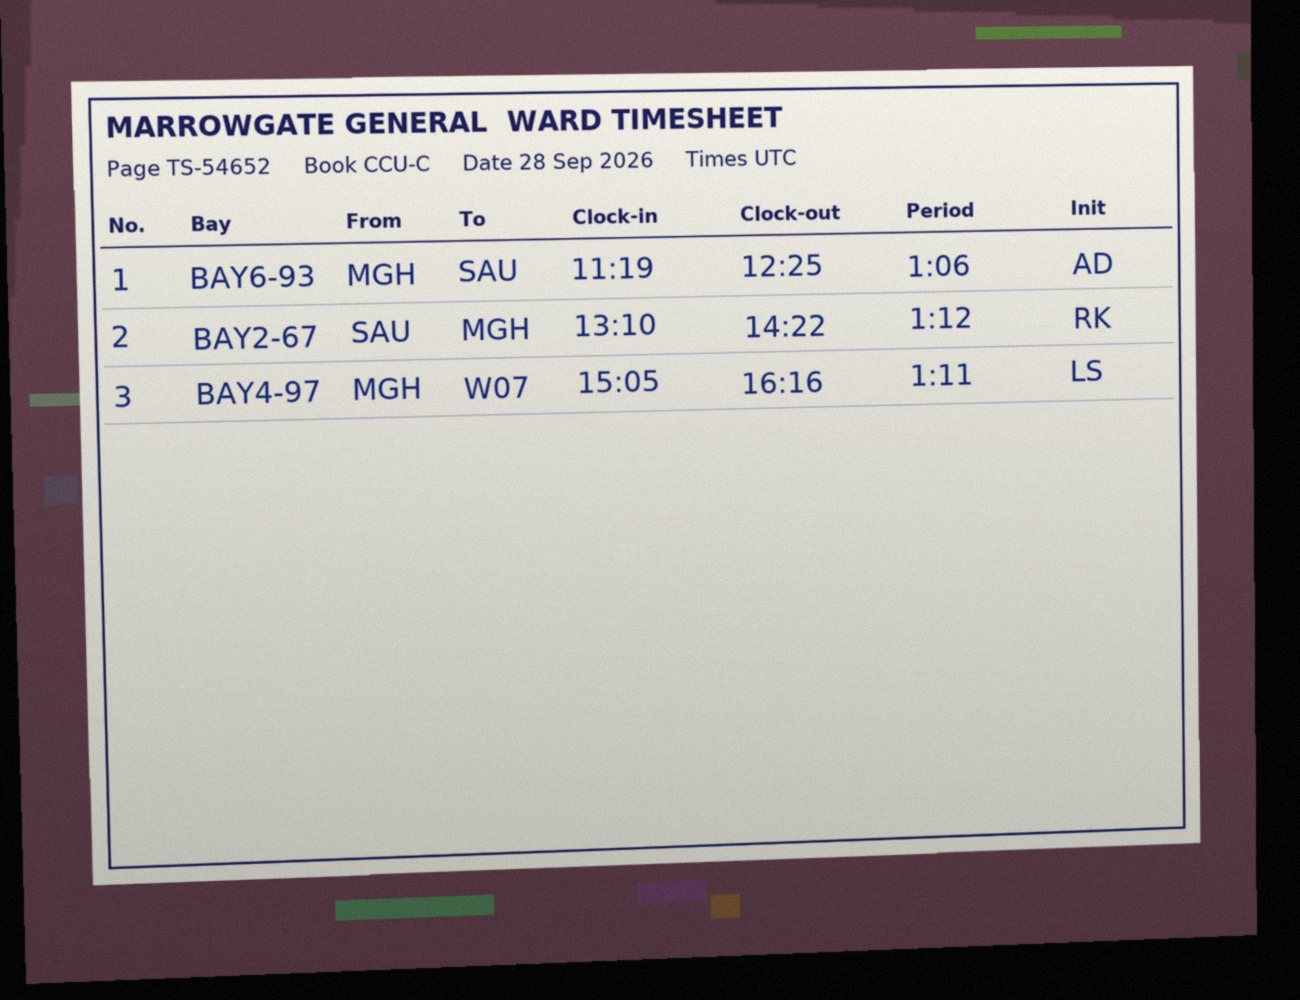 MARROWGATE GENERAL WARD TIMESHEET
Page TS-54652 Book CCU-C Date 28 Sep 2026 Times UTC
No. Bay From To Clock-in Clock-out Period Init
1 BAY6-93 MGH SAU 11:19 12:25 1:06 AD
2 BAY2-67 SAU MGH 13:10 14:22 1:12 RK
3 BAY4-97 MGH W07 15:05 16:16 1:11 LS